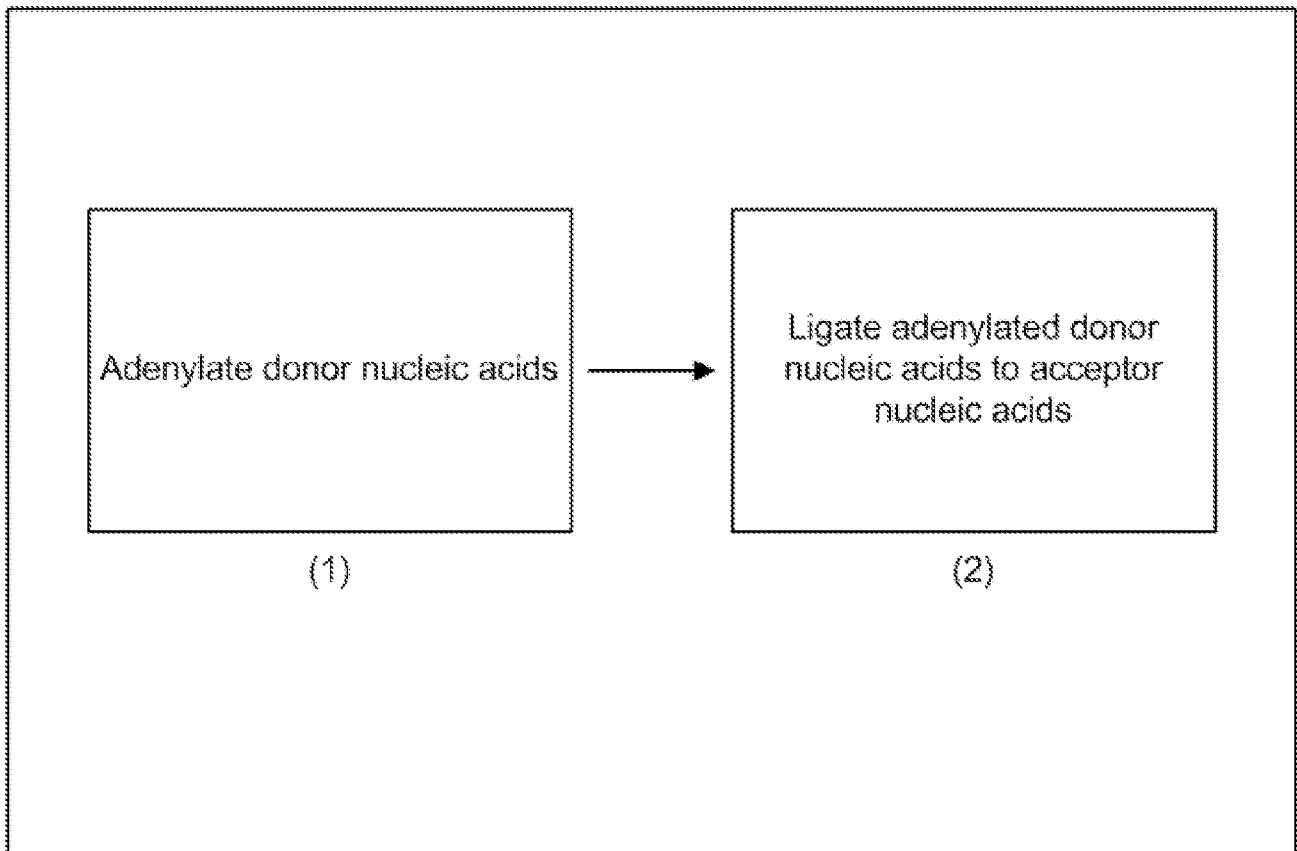 Adenylate donor nucleic acids
Ligate adenylated donor
nucleic acids to acceptor
nucleic acids
(1)
(2)